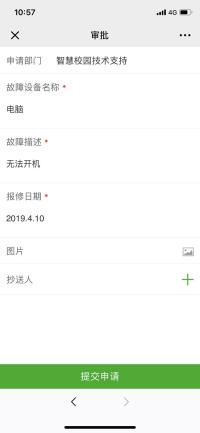 10:57
4G
审批
申请部门 智慧校园技术支持
故障设备名称 *
电脑
故障描述 *
无法开机
报修日期 *
2019.4.10
图片
抄送人
提交申请